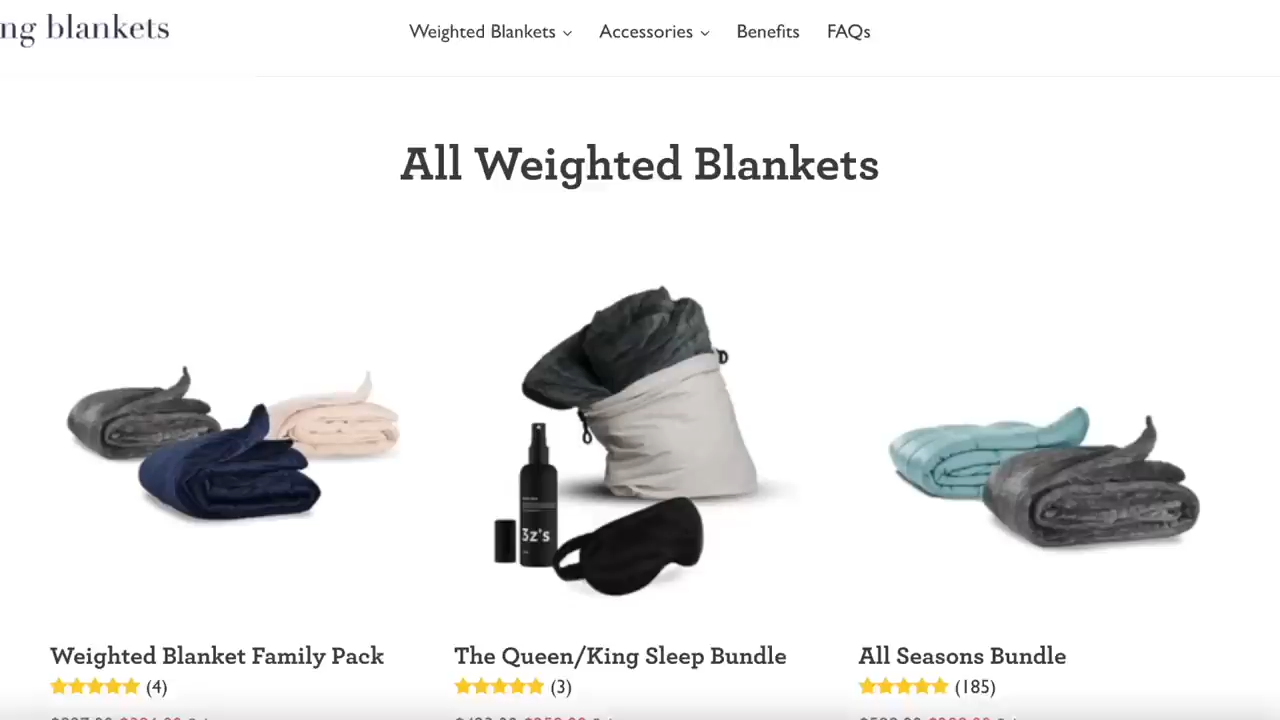 ng blankets
Weighted Blankets Accessories Benefits FAQs
All Weighted Blankets
3z's
Weighted Blanket Family Pack
(4)
The Queen/King Sleep Bundle
(3)
All Seasons Bundle
(185)